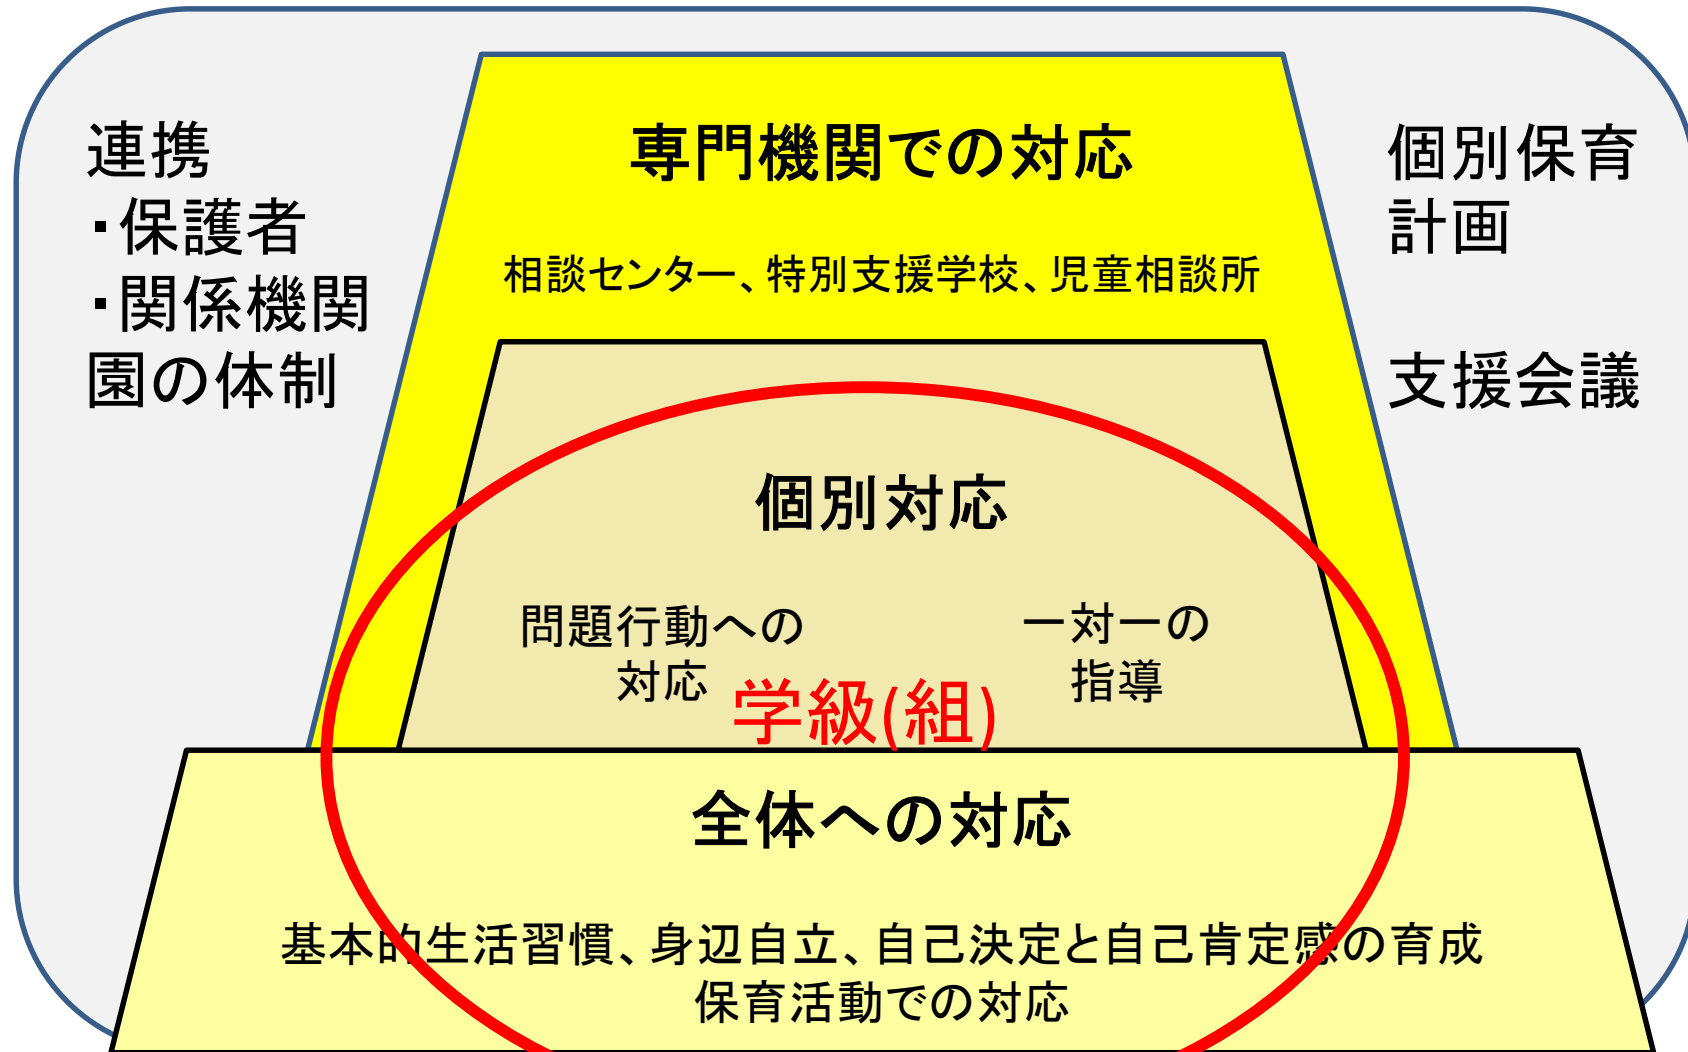 連携
・保護者
・関係機関
園の体制
専門機関での対応
相談センター、特別支援学校、児童相談所
個別保育
計画
支援会議
個別対応
問題行動への
対応
一対一の
指導
学級(組)
全体への対応
基本的生活習慣、身辺自立、自己決定と自己肯定感の育成
保育活動での対応